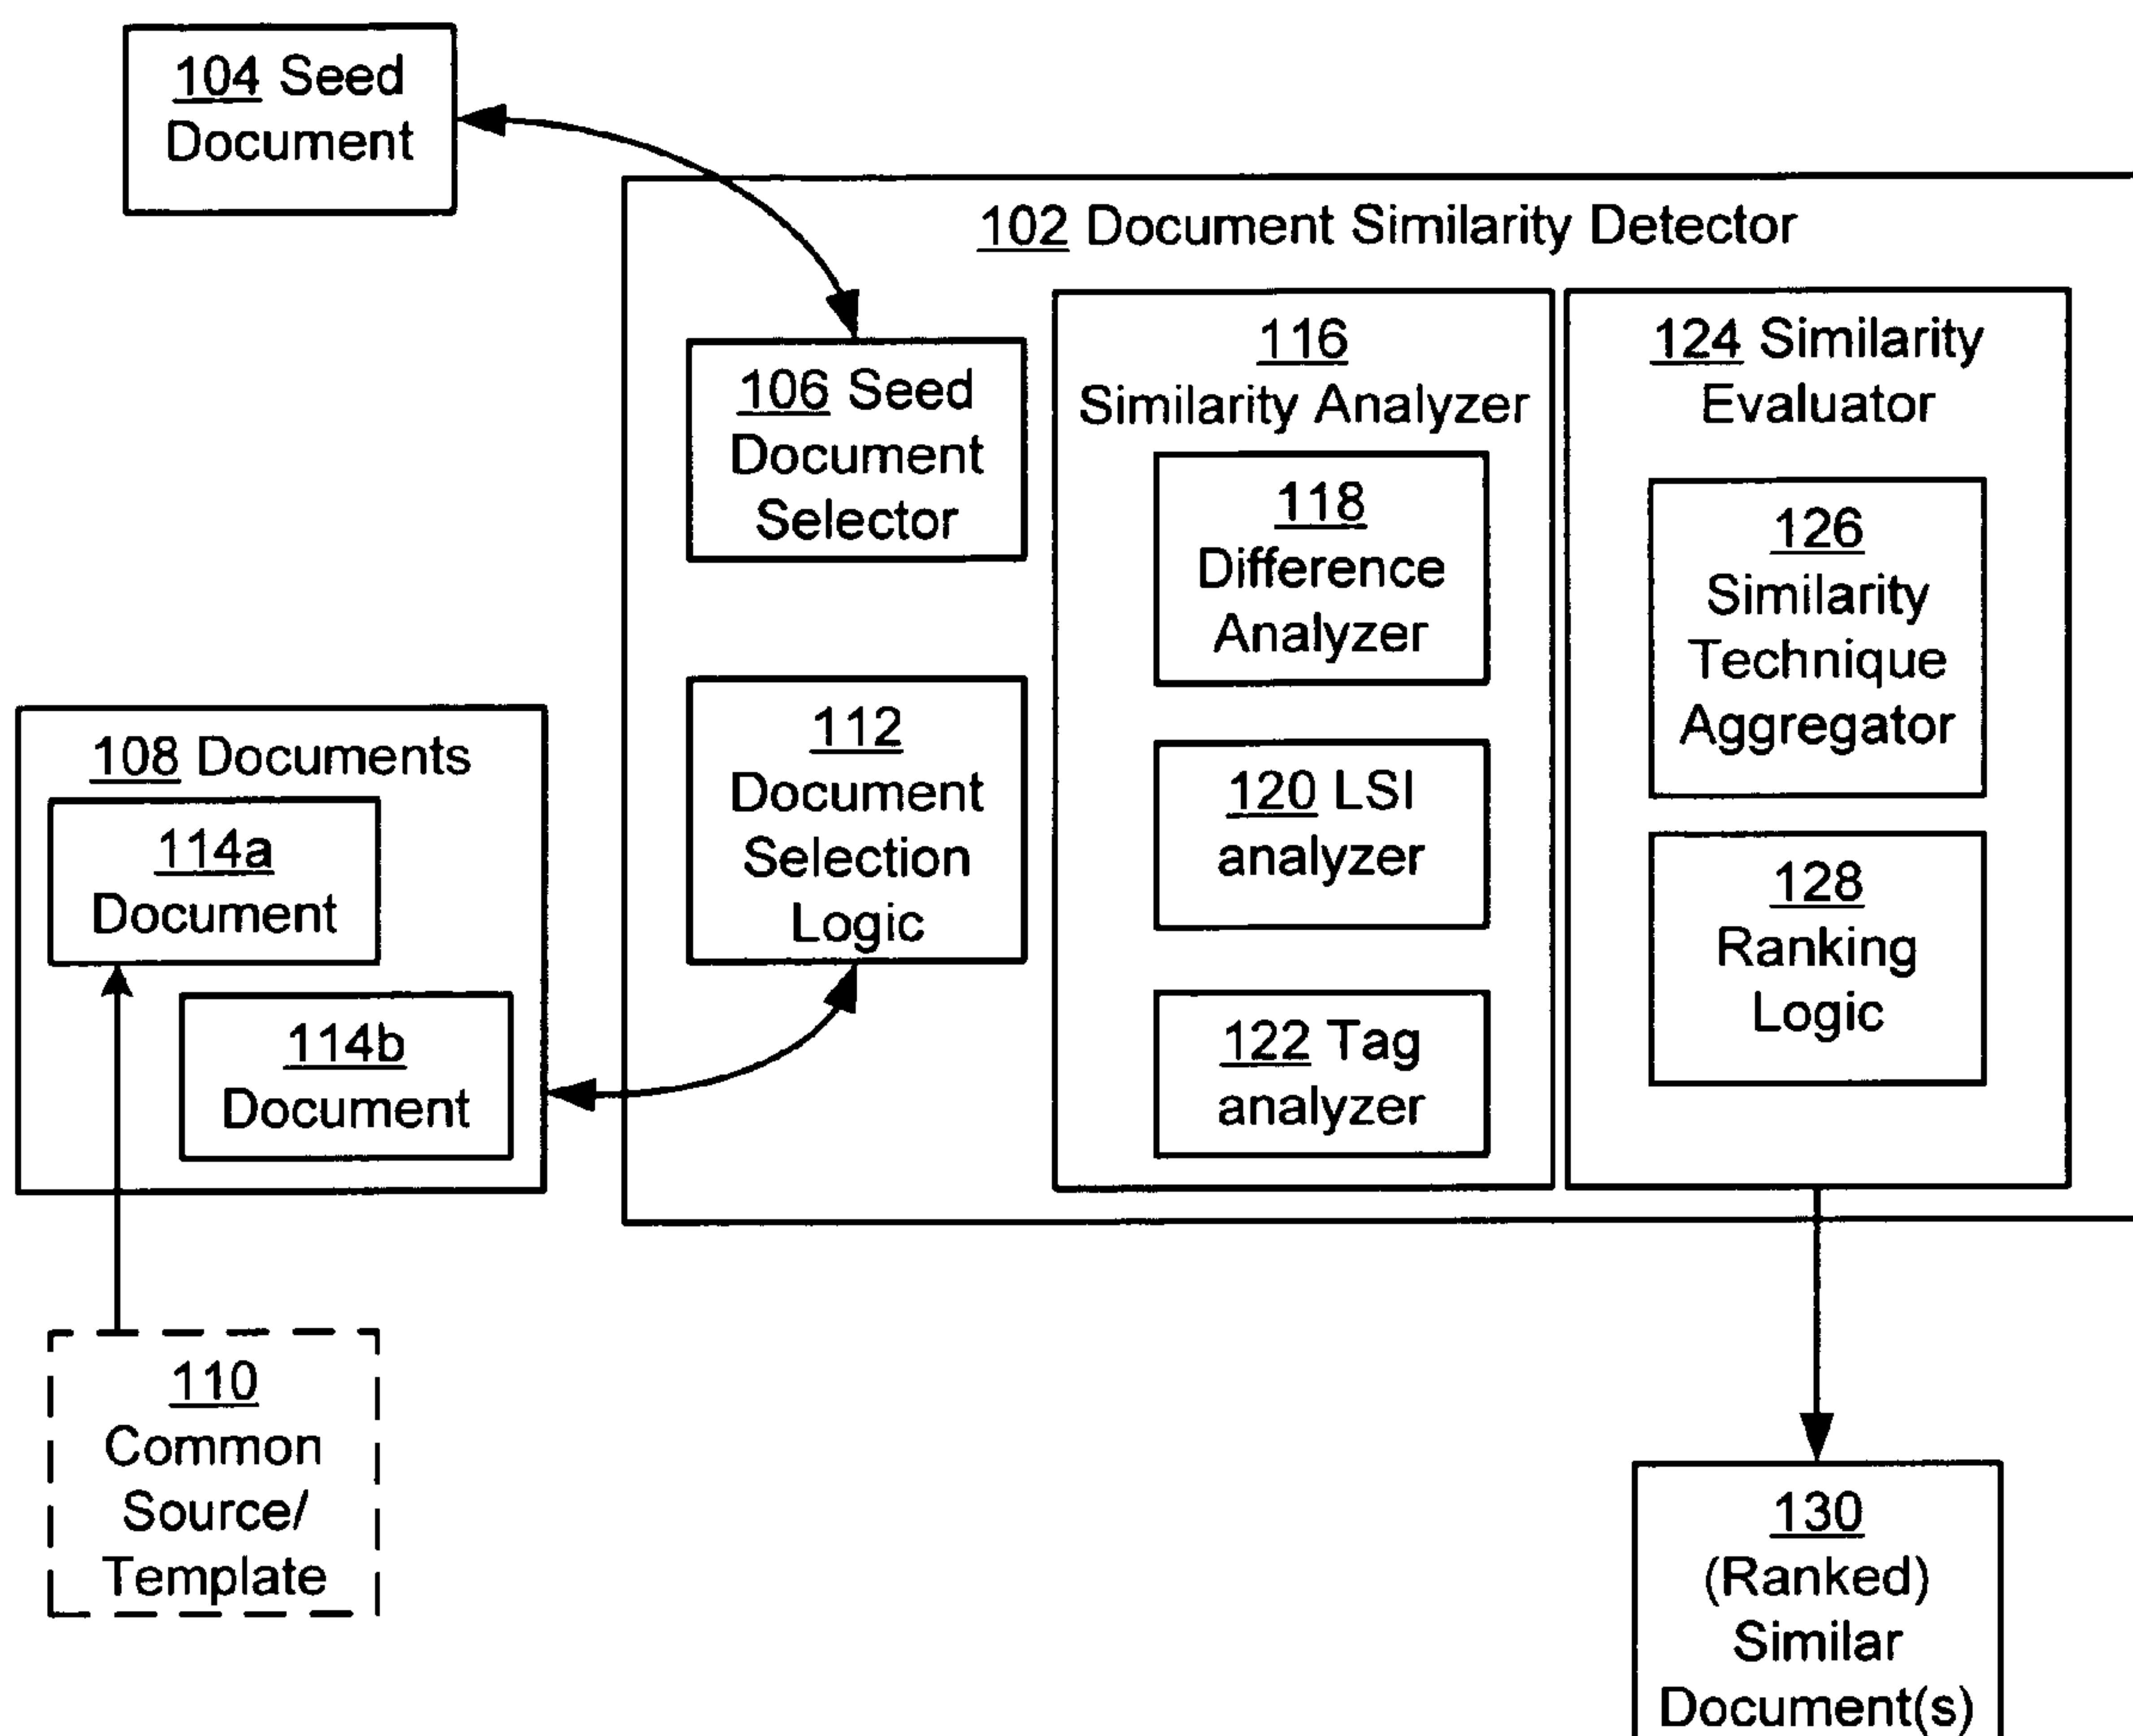 104 Seed
Document
102 Document Similarity Detector
106 Seed
Document
Selector
116
Similarity Analyzer
118
Difference
Analyzer
120 LSI
analyzer
122 Tag
analyzer
124 Similarity
Evaluator
126
Similarity
Technique
Aggregator
128
Ranking
Logic
112
Document
Selection
Logic
108 Documents
114a
Document
114b
Document
110
Common
Source/
Template
130
(Ranked)
Similar
Document(s)